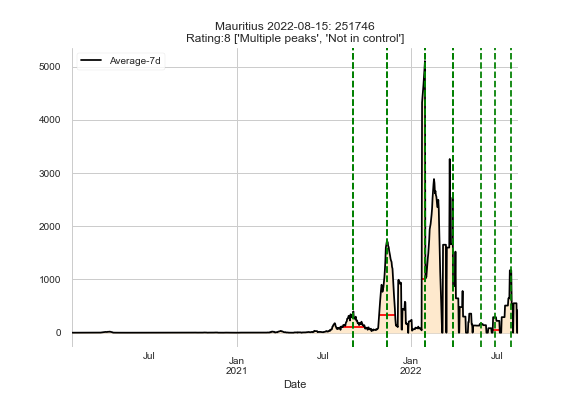 Mauritius 2022-08-15: 251746
Rating:8 ['Multiple peaks', 'Not in control']
Average-7d
5000
4000
3000
2000
1000
0
Jul
Jan
2021
Jul
Jan
2022
Jul
Date